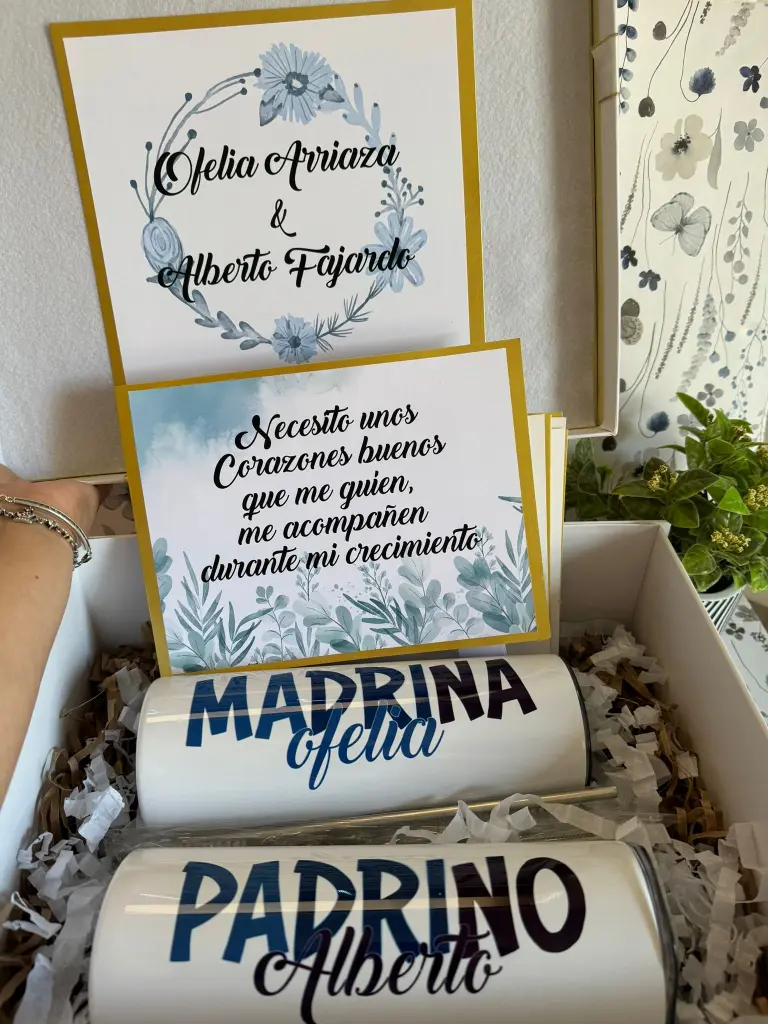 Ofelia Arriaza
&
Alberto Fajardo
Necesito unos
Corazones buenos
que me guien,
me acompañen
durante mi crecimiento
MADRINA
ofelia
PADRINO
Alberto